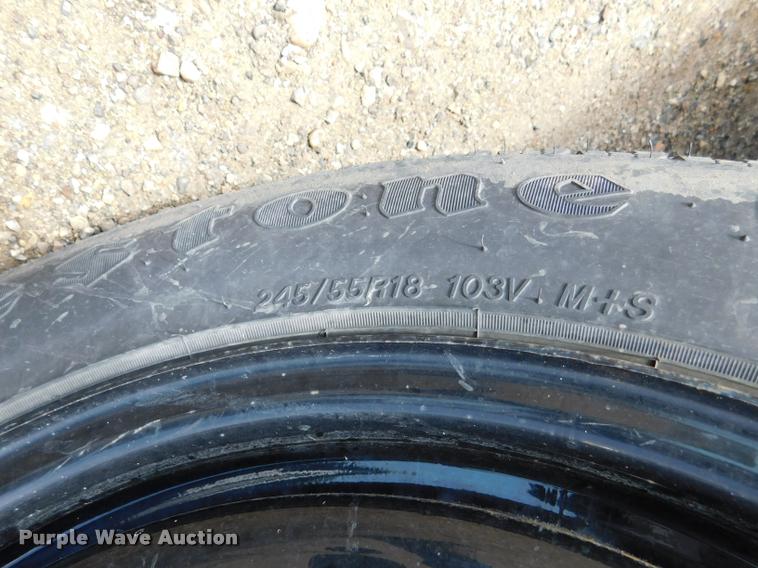 stone
245/55R18 103V M+S
Purple Wave Auction